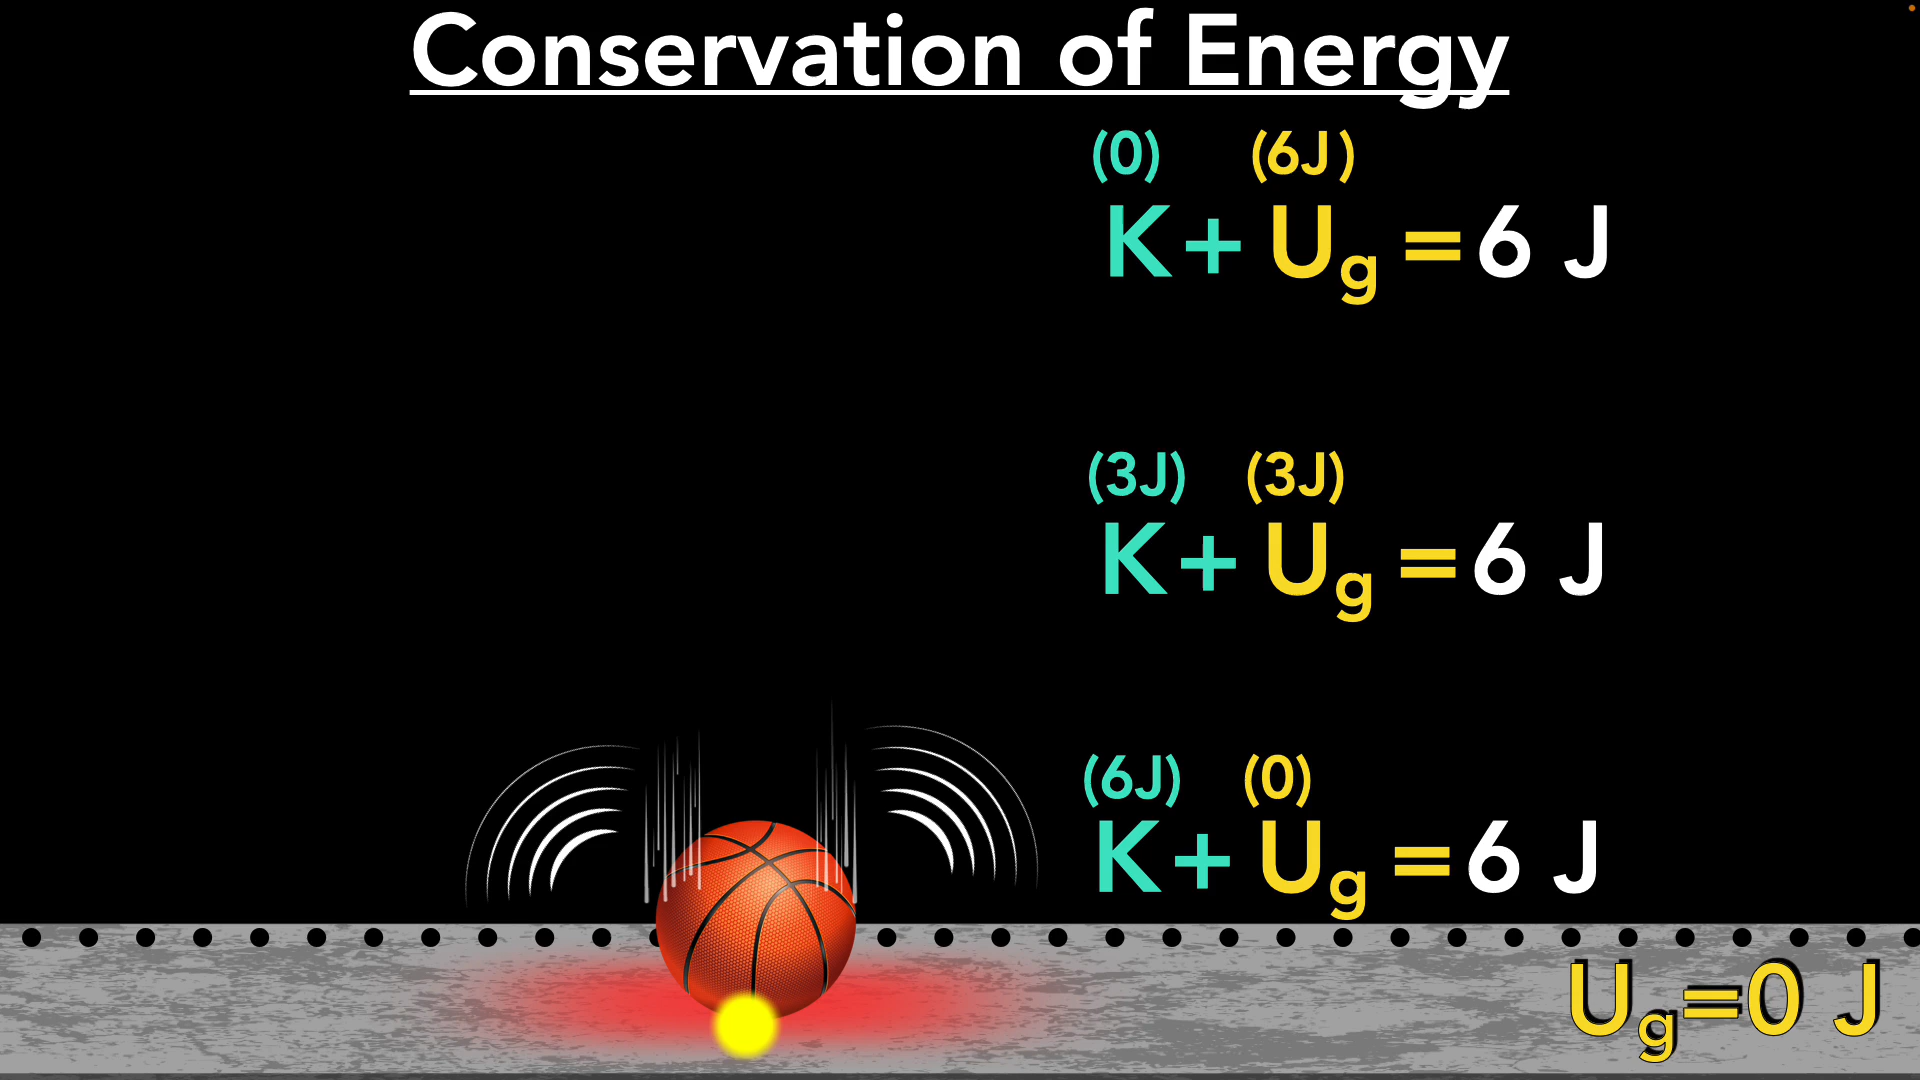 Conservation of Energy
(0) (6J)
K + Ug = 6 J
(3J) (3J)
K + Ug = 6 J
(6J) (0)
K + Ug = 6 J
Ug=0 J